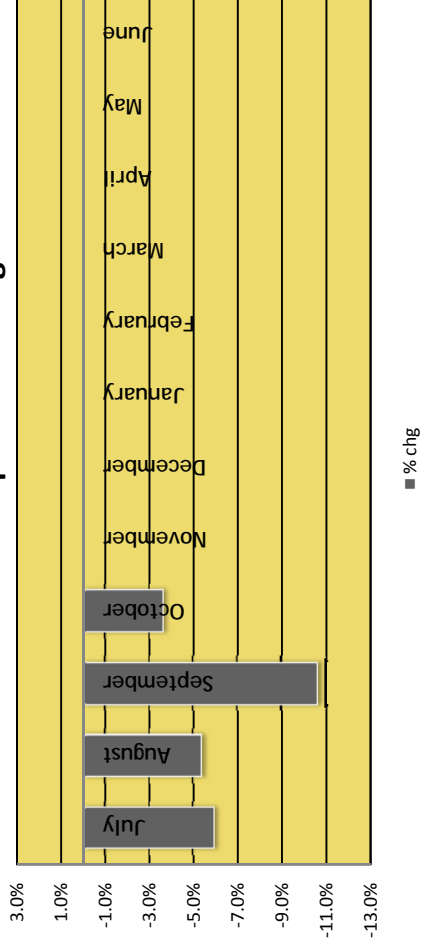 3.0%
1.0%
-1.0%
-3.0%
-5.0%
-7.0%
-9.0%
-11.0%
-13.0%
July
August
September
October
November
December
January
February
March
April
May
June
% chg